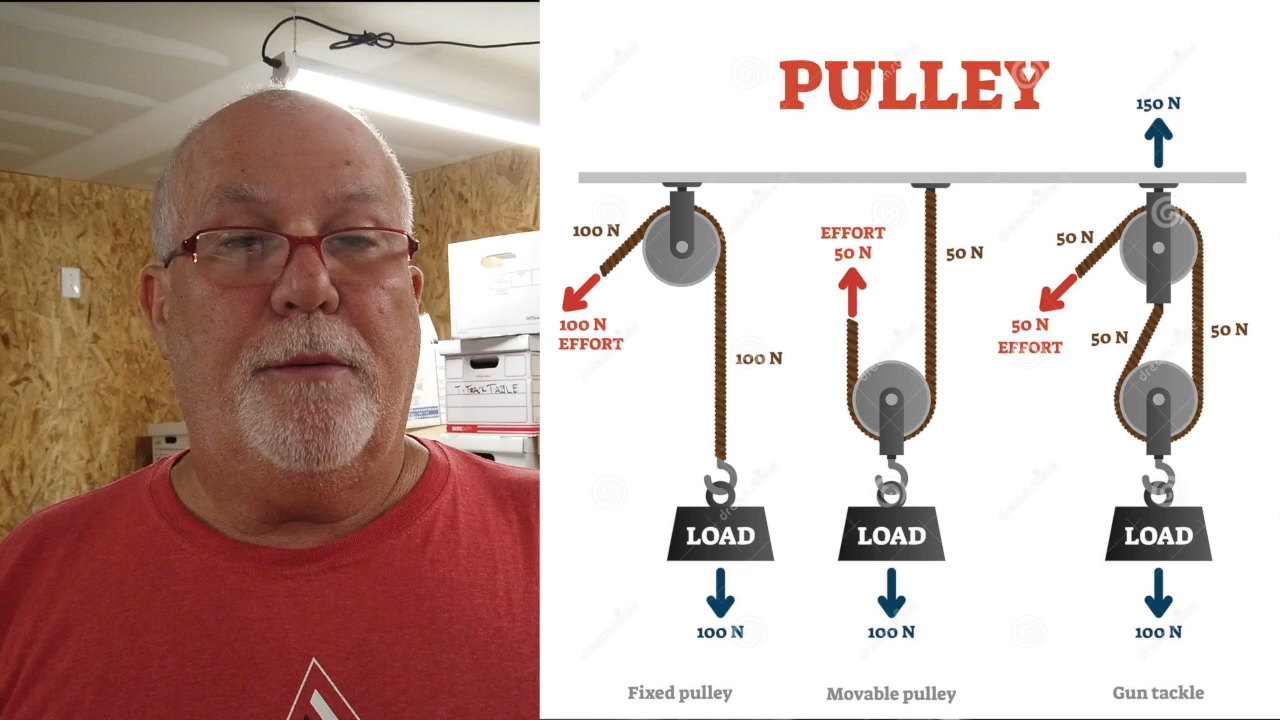 PULLEY
150 N
100 N
100 N
EFFORT
100 N
LOAD
100 N
Fixed pulley
EFFORT
50 N
50 N
LOAD
100 N
Movable pulley
50 N
50 N
EFFORT
50 N
50 N
LOAD
100 N
Gun tackle
T-TRACK TABLE